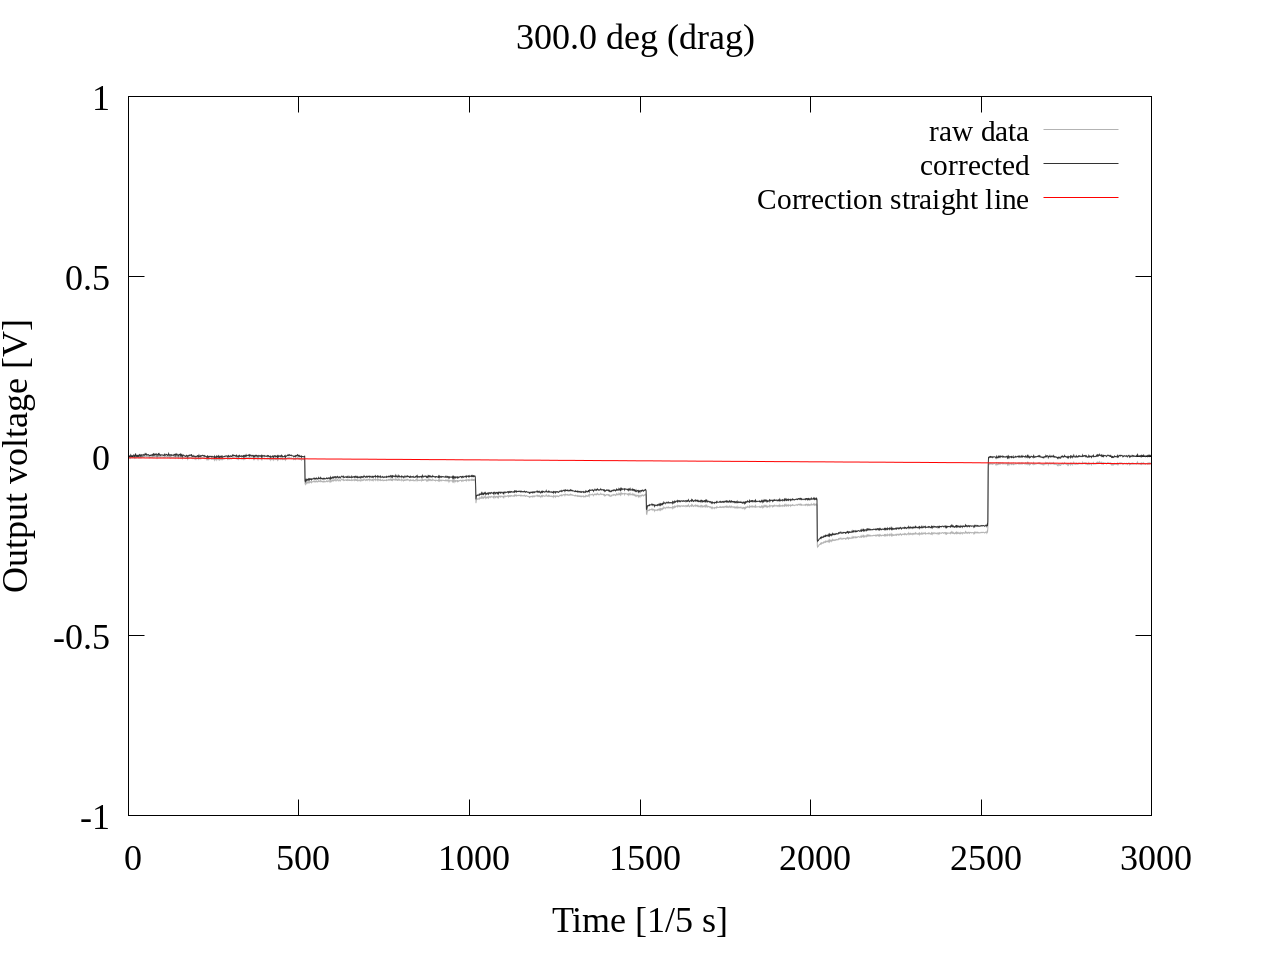 300.0 deg (drag)
1
0.5
0
-0.5
-1
Output voltage [V]
raw data
corrected
Correction straight line
0 500 1000 1500 2000 2500 3000
Time [1/5 s]